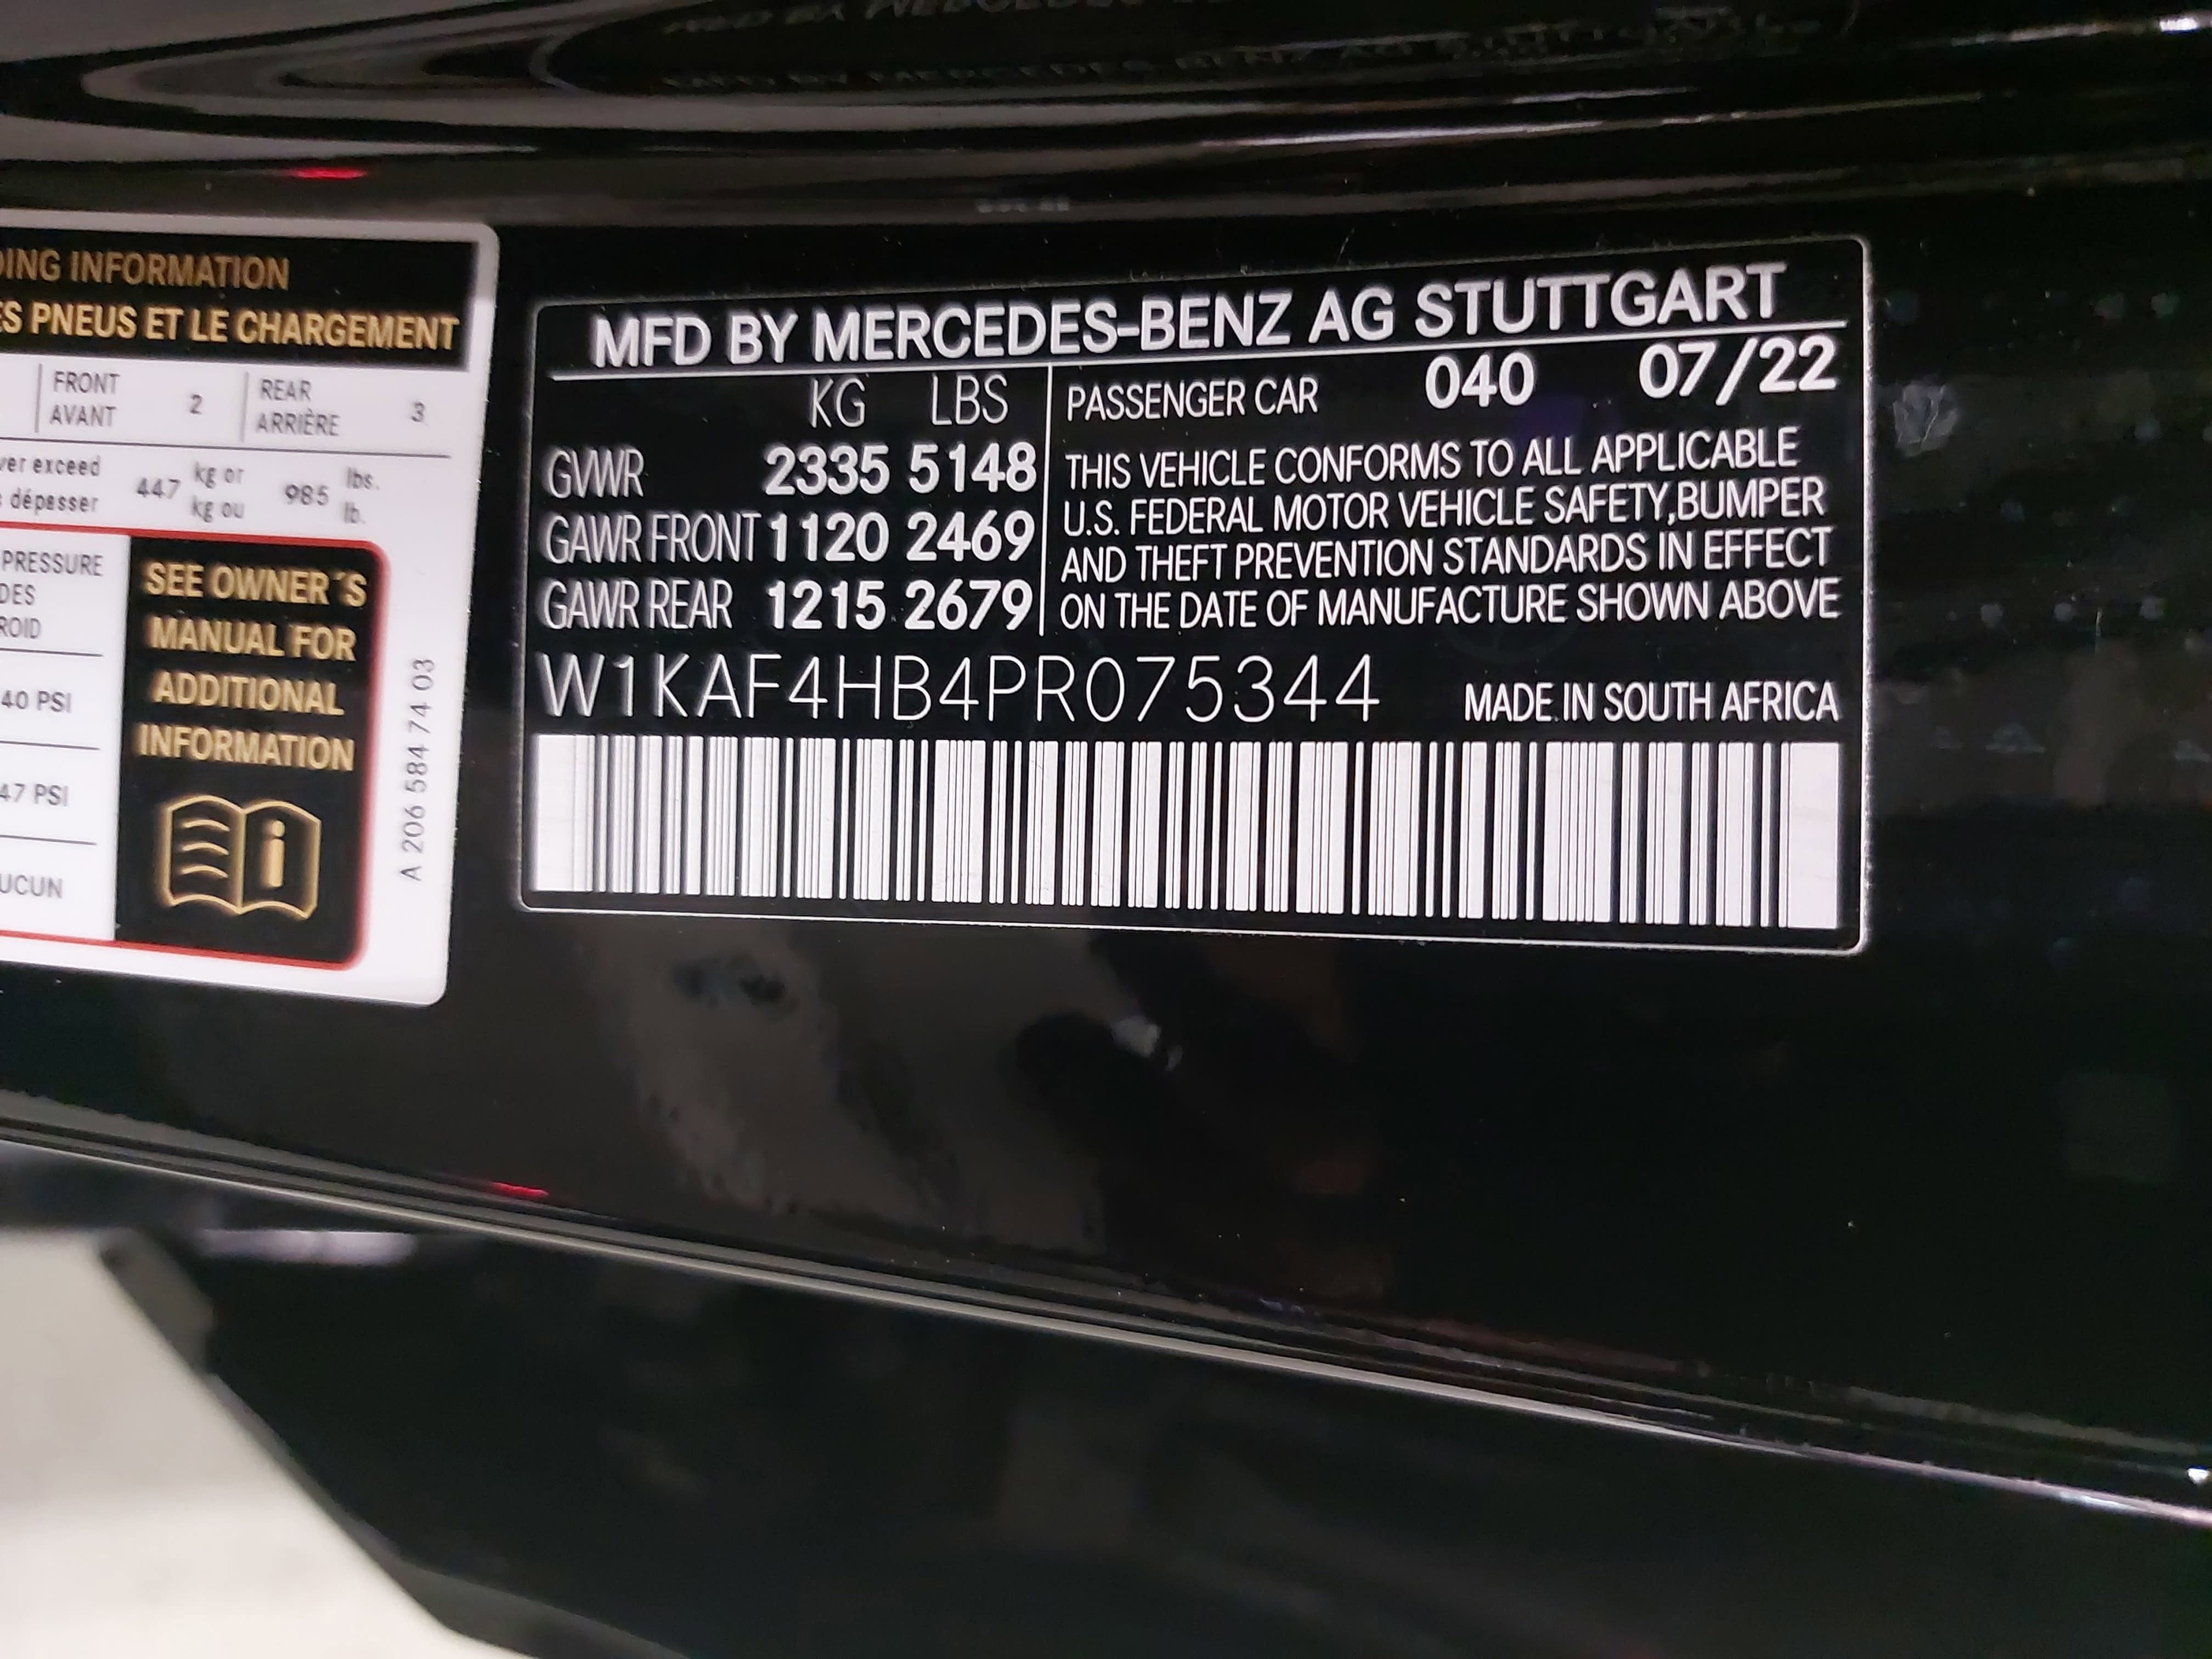 DING INFORMATION
ES PNEUS ET LE CHARGEMENT
FRONT
AVANT
2
REAR
ARRIÈRE
3
ver exceed
dépasser
447
kg or
kg ou
985
lbs.
lb.
PRESSURE
DES
ROID
40 PSI
47 PSI
UCUN
SEE OWNER´S
MANUAL FOR
ADDITIONAL
INFORMATION
i
A 206 584 74 03
MFD BY MERCEDES-BENZ AG STUTTGART
KG LBS
GVWR 2335 5148
GAWR FRONT 1120 2469
GAWR REAR 1215 2679
PASSENGER CAR 040 07/22
THIS VEHICLE CONFORMS TO ALL APPLICABLE
U.S. FEDERAL MOTOR VEHICLE SAFETY,BUMPER
AND THEFT PREVENTION STANDARDS IN EFFECT
ON THE DATE OF MANUFACTURE SHOWN ABOVE
W1KAF4HB4PR075344
MADE IN SOUTH AFRICA